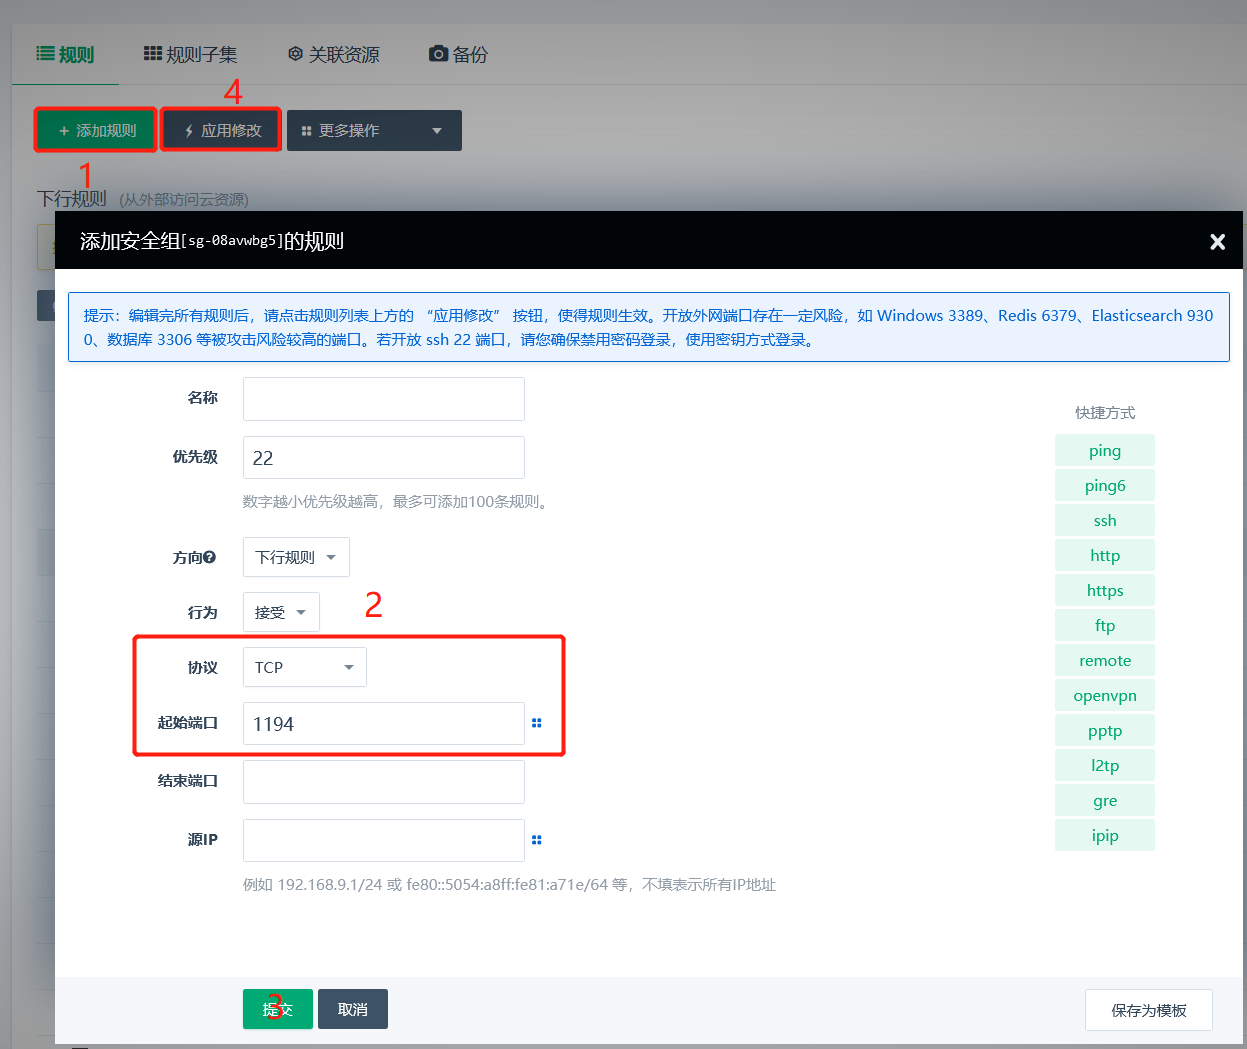 规则 规则子集 关联资源 备份
4
+ 添加规则 应用修改 更多操作
1
下行规则 (从外部访问云资源)
添加安全组[sg-08avwbg5]的规则
提示：编辑完所有规则后，请点击规则列表上方的 “应用修改” 按钮，使得规则生效。开放外网端口存在一定风险，如 Windows 3389、Redis 6379、Elasticsearch 930
0、数据库 3306 等被攻击风险较高的端口。若开放 ssh 22 端口，请您确保禁用密码登录，使用密钥方式登录。
名称
快捷方式
ping
优先级 22
ping6
数字越小优先级越高，最多可添加100条规则。
ssh
方向 下行规则
http
https
行为 接受
2
ftp
协议 TCP
remote
openvpn
起始端口 1194
pptp
结束端口
l2tp
gre
源IP
ipip
例如 192.168.9.1/24 或 fe80::5054:a8ff:fe81:a71e/64 等，不填表示所有IP地址
提交 取消 保存为模板
3